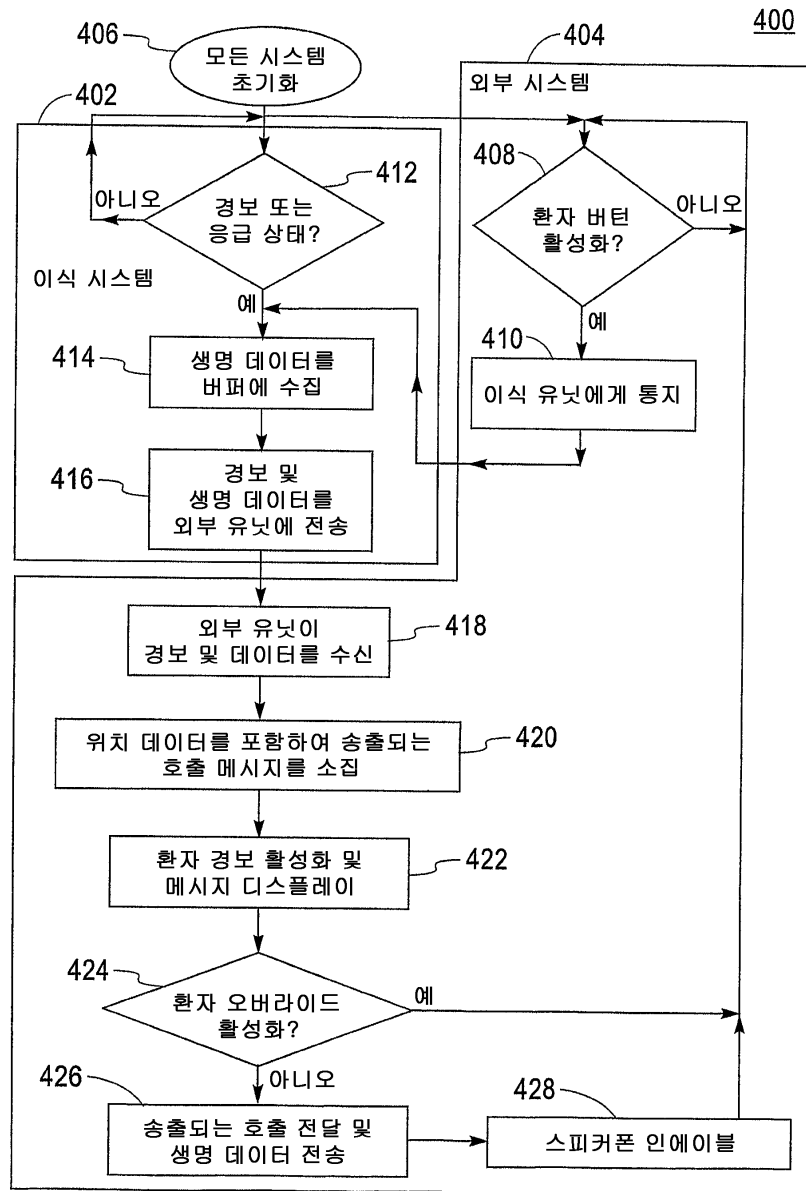 400
406
모든 시스템
초기화
404
외부 시스템
402
408
412
아니오
경보 또는
응급 상태?
환자 버턴
활성화?
아니오
이식 시스템
예
예
410
414
생명 데이터를
버퍼에 수집
이식 유닛에게 통지
416
경보 및
생명 데이터를
외부 유닛에 전송
외부 유닛이
경보 및 데이터를 수신
418
위치 데이터를 포함하여 송출되는
호출 메시지를 소집
420
환자 경보 활성화 및
메시지 디스플레이
422
424
환자 오버라이드
활성화?
예
426
아니오
428
송출되는 호출 전달 및
생명 데이터 전송
스피커폰 인에이블